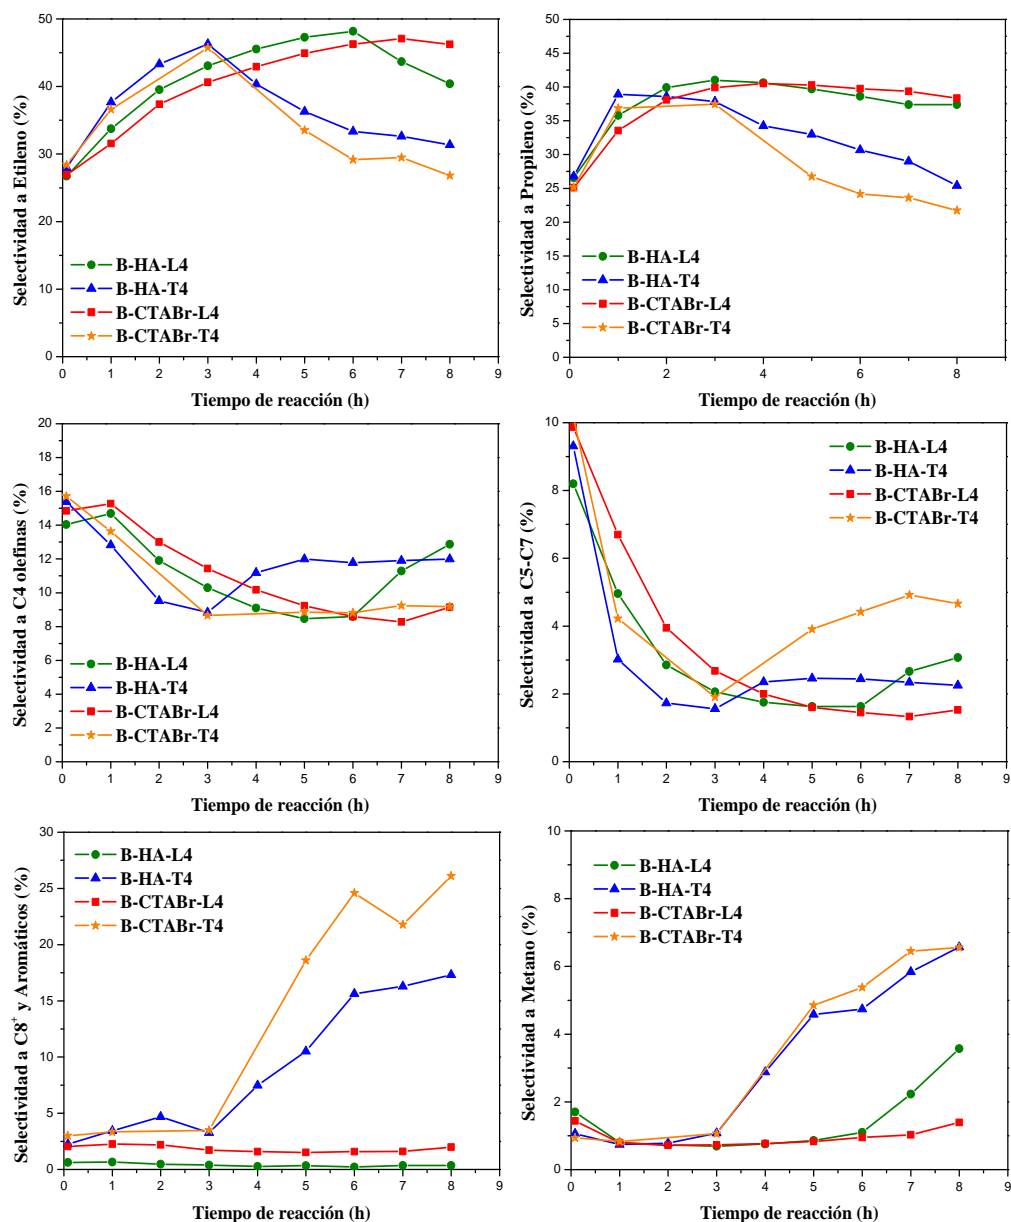 50
40
30
20
10
0
Selectividad a Etileno (%)
B-HA-L4
B-HA-T4
B-CTABr-L4
B-CTABr-T4
0 1 2 3 4 5 6 7 8 9
Tiempo de reacción (h)
50
45
40
35
30
25
20
15
10
5
0
Selectividad a Propileno (%)
B-HA-L4
B-HA-T4
B-CTABr-L4
B-CTABr-T4
0 2 4 6 7 8 9
Tiempo de reacción (h)
20
18
16
14
12
10
8
6
4
2
0
Selectividad a C4 olefinas (%)
B-HA-L4
B-HA-T4
B-CTABr-L4
B-CTABr-T4
0 1 2 3 4 5 6 7 8 9
Tiempo de reacción (h)
10
8
6
4
2
0
Selectividad a C5-C7 (%)
B-HA-L4
B-HA-T4
B-CTABr-L4
B-CTABr-T4
0 1 2 3 4 5 6 7 8 9
Tiempo de reacción (h)
30
25
20
15
10
5
0
Selectividad a C8⁺ y Aromáticos (%)
B-HA-L4
B-HA-T4
B-CTABr-L4
B-CTABr-T4
0 1 2 3 4 5 6 7 8 9
Tiempo de reacción (h)
10
8
6
4
2
0
Selectividad a Metano (%)
B-HA-L4
B-HA-T4
B-CTABr-L4
B-CTABr-T4
0 1 2 3 4 5 6 7 8 9
Tiempo de reacción (h)